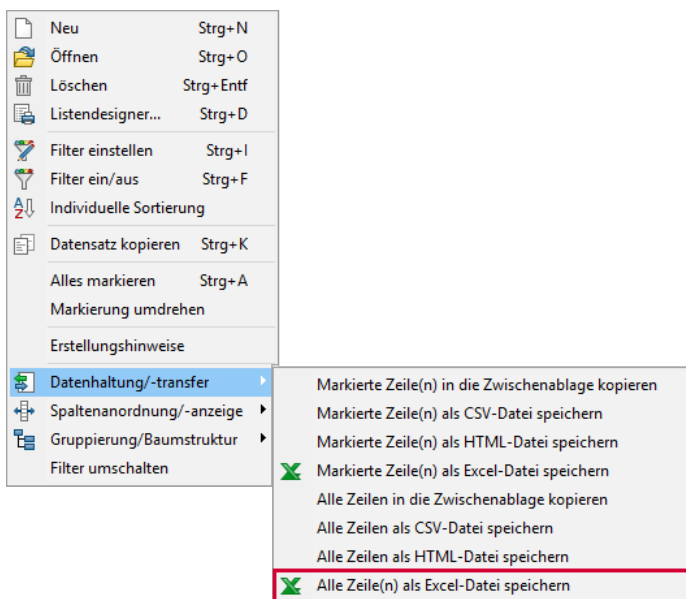 Neu Strg+N
Öffnen Strg+O
Löschen Strg+Entf
Listendesigner... Strg+D
Filter einstellen Strg+I
Filter ein/aus Strg+F
Individuelle Sortierung
Datensatz kopieren Strg+K
Alles markieren Strg+A
Markierung umdrehen
Erstellungshinweise
Datenhaltung/-transfer
Spaltenanordnung/-anzeige
Gruppierung/Baumstruktur
Filter umschalten
Markierte Zeile(n) in die Zwischenablage kopieren
Markierte Zeile(n) als CSV-Datei speichern
Markierte Zeile(n) als HTML-Datei speichern
Markierte Zeile(n) als Excel-Datei speichern
Alle Zeilen in die Zwischenablage kopieren
Alle Zeilen als CSV-Datei speichern
Alle Zeilen als HTML-Datei speichern
Alle Zeile(n) als Excel-Datei speichern